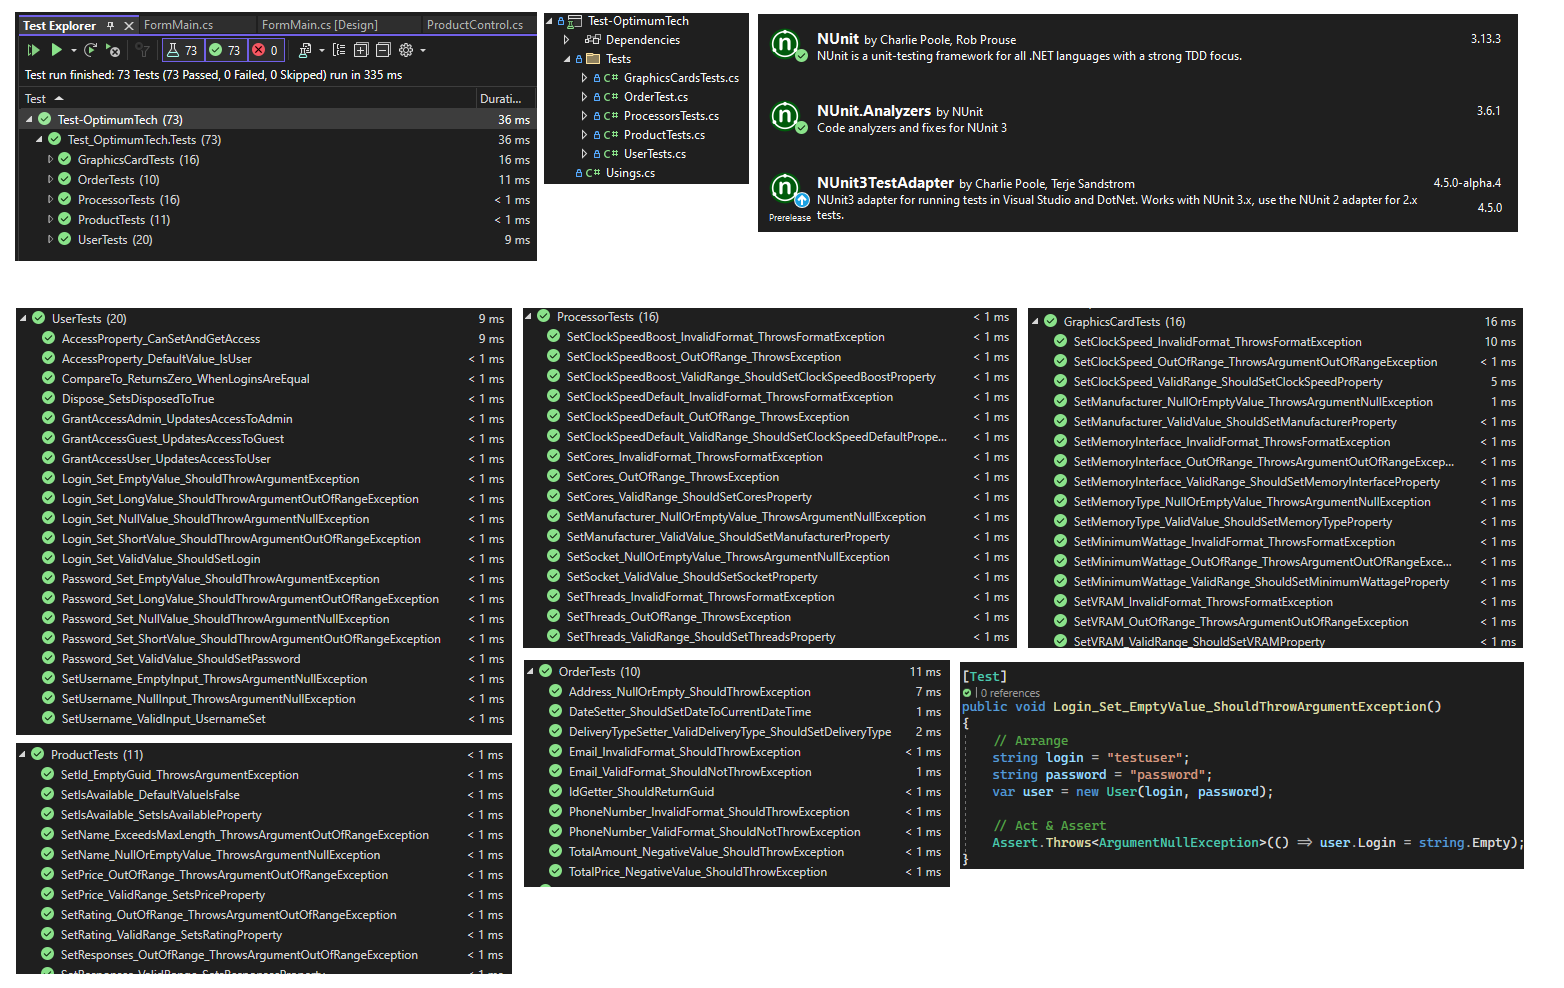 Test Explorer
FormMain.cs
FormMain.cs [Design]
ProductControl.cs
73
73
0
Test run finished: 73 Tests (73 Passed, 0 Failed, 0 Skipped) run in 335 ms
Test
Durati...
Test-OptimumTech (73)
36 ms
Test_OptimumTech.Tests (73)
36 ms
GraphicsCardTests (16)
16 ms
OrderTests (10)
11 ms
ProcessorTests (16)
< 1 ms
ProductTests (11)
< 1 ms
UserTests (20)
9 ms
Test-OptimumTech
Dependencies
Tests
C# GraphicsCardsTests.cs
C# OrderTest.cs
C# ProcessorsTests.cs
C# ProductTests.cs
C# UserTests.cs
C# Usings.cs
NUnit by Charlie Poole, Rob Prouse
3.13.3
NUnit is a unit-testing framework for all .NET languages with a strong TDD focus.
NUnit.Analyzers by NUnit
3.6.1
Code analyzers and fixes for NUnit 3
NUnit3TestAdapter by Charlie Poole, Terje Sandstrom
4.5.0-alpha.4
NUnit3 adapter for running tests in Visual Studio and DotNet. Works with NUnit 3.x, use the NUnit 2 adapter for 2.x
tests.
4.5.0
Prerelease
UserTests (20)
9 ms
AccessProperty_CanSetAndGetAccess
9 ms
AccessProperty_DefaultValue_IsUser
< 1 ms
CompareTo_ReturnsZero_WhenLoginsAreEqual
< 1 ms
Dispose_SetsDisposedToTrue
< 1 ms
GrantAccessAdmin_UpdatesAccessToAdmin
< 1 ms
GrantAccessGuest_UpdatesAccessToGuest
< 1 ms
GrantAccessUser_UpdatesAccessToUser
< 1 ms
Login_Set_EmptyValue_ShouldThrowArgumentException
< 1 ms
Login_Set_LongValue_ShouldThrowArgumentOutOfRangeException
< 1 ms
Login_Set_NullValue_ShouldThrowArgumentNullException
< 1 ms
Login_Set_ShortValue_ShouldThrowArgumentOutOfRangeException
< 1 ms
Login_Set_ValidValue_ShouldSetLogin
< 1 ms
Password_Set_EmptyValue_ShouldThrowArgumentException
< 1 ms
Password_Set_LongValue_ShouldThrowArgumentOutOfRangeException
< 1 ms
Password_Set_NullValue_ShouldThrowArgumentNullException
< 1 ms
Password_Set_ShortValue_ShouldThrowArgumentOutOfRangeException
< 1 ms
Password_Set_ValidValue_ShouldSetPassword
< 1 ms
SetUsername_EmptyInput_ThrowsArgumentNullException
< 1 ms
SetUsername_NullInput_ThrowsArgumentNullException
< 1 ms
SetUsername_ValidInput_UsernameSet
< 1 ms
ProcessorTests (16)
< 1 ms
SetClockSpeedBoost_InvalidFormat_ThrowsFormatException
< 1 ms
SetClockSpeedBoost_OutOfRange_ThrowsException
< 1 ms
SetClockSpeedBoost_ValidRange_ShouldSetClockSpeedBoostProperty
< 1 ms
SetClockSpeedDefault_InvalidFormat_ThrowsFormatException
< 1 ms
SetClockSpeedDefault_OutOfRange_ThrowsException
< 1 ms
SetClockSpeedDefault_ValidRange_ShouldSetClockSpeedDefaultPrope...
< 1 ms
SetCores_InvalidFormat_ThrowsFormatException
< 1 ms
SetCores_OutOfRange_ThrowsException
< 1 ms
SetCores_ValidRange_ShouldSetCoresProperty
< 1 ms
SetManufacturer_NullOrEmptyValue_ThrowsArgumentNullException
< 1 ms
SetManufacturer_ValidValue_ShouldSetManufacturerProperty
< 1 ms
SetSocket_NullOrEmptyValue_ThrowsArgumentNullException
< 1 ms
SetSocket_ValidValue_ShouldSetSocketProperty
< 1 ms
SetThreads_InvalidFormat_ThrowsFormatException
< 1 ms
SetThreads_OutOfRange_ThrowsException
< 1 ms
SetThreads_ValidRange_ShouldSetThreadsProperty
< 1 ms
GraphicsCardTests (16)
16 ms
SetClockSpeed_InvalidFormat_ThrowsFormatException
10 ms
SetClockSpeed_OutOfRange_ThrowsArgumentOutOfRangeException
< 1 ms
SetClockSpeed_ValidRange_ShouldSetClockSpeedProperty
5 ms
SetManufacturer_NullOrEmptyValue_ThrowsArgumentNullException
1 ms
SetManufacturer_ValidValue_ShouldSetManufacturerProperty
< 1 ms
SetMemoryInterface_InvalidFormat_ThrowsFormatException
< 1 ms
SetMemoryInterface_OutOfRange_ThrowsArgumentOutOfRangeExcep...
< 1 ms
SetMemoryInterface_ValidRange_ShouldSetMemoryInterfaceProperty
< 1 ms
SetMemoryType_NullOrEmptyValue_ThrowsArgumentNullException
< 1 ms
SetMemoryType_ValidValue_ShouldSetMemoryTypeProperty
< 1 ms
SetMinimumWattage_InvalidFormat_ThrowsFormatException
< 1 ms
SetMinimumWattage_OutOfRange_ThrowsArgumentOutOfRangeExce...
< 1 ms
SetMinimumWattage_ValidRange_ShouldSetMinimumWattageProperty
< 1 ms
SetVRAM_InvalidFormat_ThrowsFormatException
< 1 ms
SetVRAM_OutOfRange_ThrowsArgumentOutOfRangeException
< 1 ms
SetVRAM_ValidRange_ShouldSetVRAMProperty
< 1 ms
ProductTests (11)
< 1 ms
SetId_EmptyGuid_ThrowsArgumentException
< 1 ms
SetIsAvailable_DefaultValueIsFalse
< 1 ms
SetIsAvailable_SetsIsAvailableProperty
< 1 ms
SetName_ExceedsMaxLength_ThrowsArgumentOutOfRangeException
< 1 ms
SetName_NullOrEmptyValue_ThrowsArgumentNullException
< 1 ms
SetPrice_OutOfRange_ThrowsArgumentOutOfRangeException
< 1 ms
SetPrice_ValidRange_SetsPriceProperty
< 1 ms
SetRating_OutOfRange_ThrowsArgumentOutOfRangeException
< 1 ms
SetRating_ValidRange_SetsRatingProperty
< 1 ms
SetResponses_OutOfRange_ThrowsArgumentOutOfRangeException
< 1 ms
SetResponses_ValidRange_SetsResponsesProperty
< 1 ms
OrderTests (10)
11 ms
Address_NullOrEmpty_ShouldThrowException
7 ms
DateSetter_ShouldSetDateToCurrentDateTime
1 ms
DeliveryTypeSetter_ValidDeliveryType_ShouldSetDeliveryType
2 ms
Email_InvalidFormat_ShouldThrowException
< 1 ms
Email_ValidFormat_ShouldNotThrowException
1 ms
IdGetter_ShouldReturnGuid
< 1 ms
PhoneNumber_InvalidFormat_ShouldThrowException
< 1 ms
PhoneNumber_ValidFormat_ShouldNotThrowException
< 1 ms
TotalAmount_NegativeValue_ShouldThrowException
< 1 ms
TotalPrice_NegativeValue_ShouldThrowException
< 1 ms
[Test]
| 0 references
public void Login_Set_EmptyValue_ShouldThrowArgumentException()
{
// Arrange
string login = "testuser";
string password = "password";
var user = new User(login, password);
// Act & Assert
Assert.Throws<ArgumentNullException>(() => user.Login = string.Empty);
}